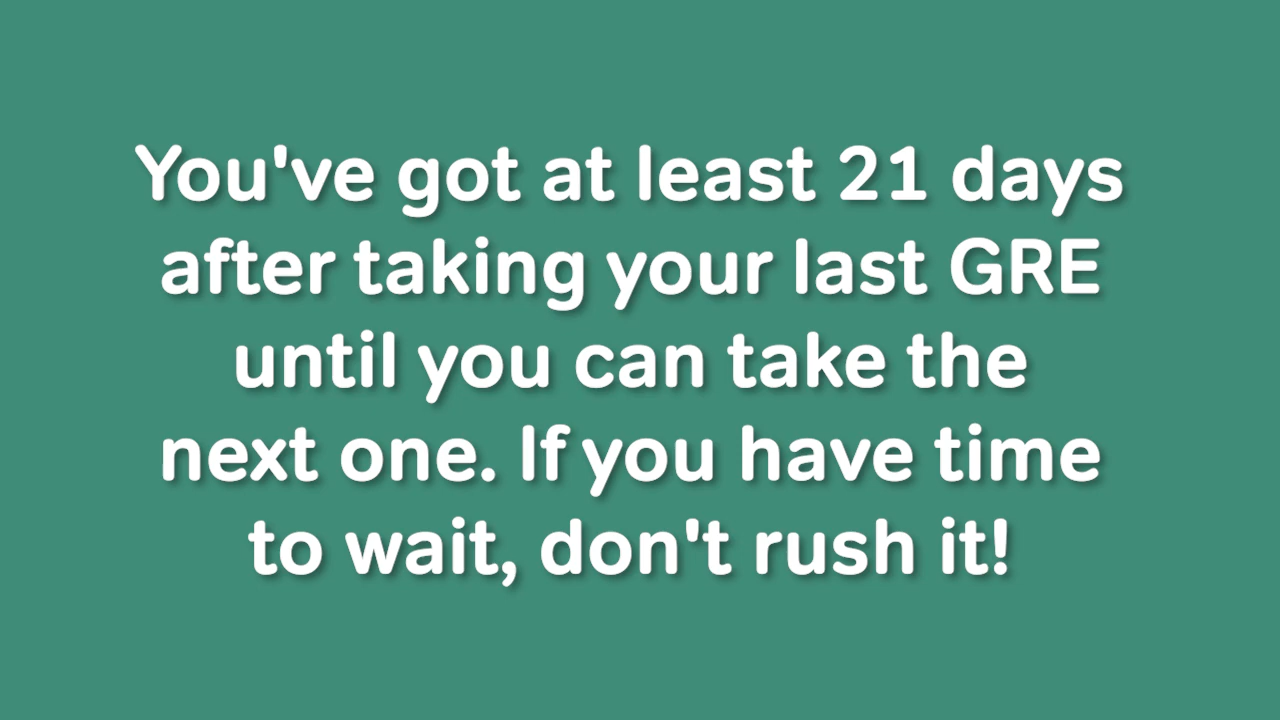 You've got at least 21 days
after taking your last GRE
until you can take the
next one. If you have time
to wait, don't rush it!